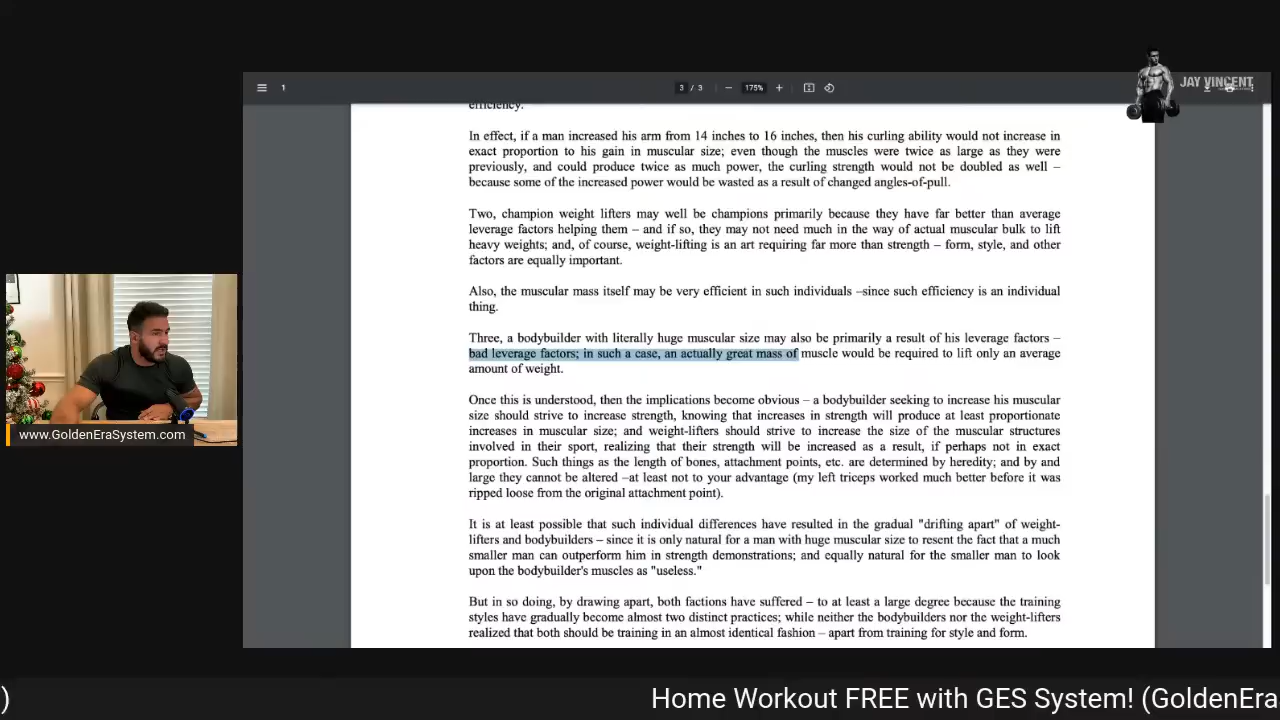 JAY VINCENT
1
3 / 3
175%
efficiency.
In effect, if a man increased his arm from 14 inches to 16 inches, then his curling ability would not increase in
exact proportion to his gain in muscular size; even though the muscles were twice as large as they were
previously, and could produce twice as much power, the curling strength would not be doubled as well –
because some of the increased power would be wasted as a result of changed angles-of-pull.
Two, champion weight lifters may well be champions primarily because they have far better than average
leverage factors helping them – and if so, they may not need much in the way of actual muscular bulk to lift
heavy weights; and, of course, weight-lifting is an art requiring far more than strength – form, style, and other
factors are equally important.
Also, the muscular mass itself may be very efficient in such individuals –since such efficiency is an individual
thing.
Three, a bodybuilder with literally huge muscular size may also be primarily a result of his leverage factors –
bad leverage factors; in such a case, an actually great mass of muscle would be required to lift only an average
amount of weight.
Once this is understood, then the implications become obvious – a bodybuilder seeking to increase his muscular
size should strive to increase strength, knowing that increases in strength will produce at least proportionate
increases in muscular size; and weight-lifters should strive to increase the size of the muscular structures
involved in their sport, realizing that their strength will be increased as a result, if perhaps not in exact
proportion. Such things as the length of bones, attachment points, etc. are determined by heredity; and by and
large they cannot be altered –at least not to your advantage (my left triceps worked much better before it was
ripped loose from the original attachment point).
It is at least possible that such individual differences have resulted in the gradual "drifting apart" of weight-
lifters and bodybuilders – since it is only natural for a man with huge muscular size to resent the fact that a much
smaller man can outperform him in strength demonstrations; and equally natural for the smaller man to look
upon the bodybuilder's muscles as "useless."
But in so doing, by drawing apart, both factions have suffered – to at least a large degree because the training
styles have gradually become almost two distinct practices; while neither the bodybuilders nor the weight-lifters
realized that both should be training in an almost identical fashion – apart from training for style and form.
www.GoldenEraSystem.com
) Home Workout FREE with GES System! (GoldenEra